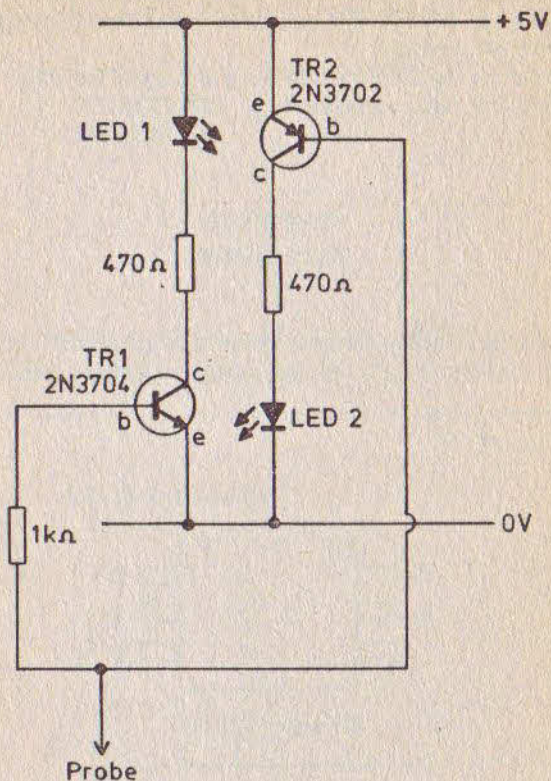 + 5V
TR2
2N3702
e
b
LED 1
c
470Ω
470Ω
TR1
2N3704
c
b
e
LED 2
1kΩ
0V
Probe